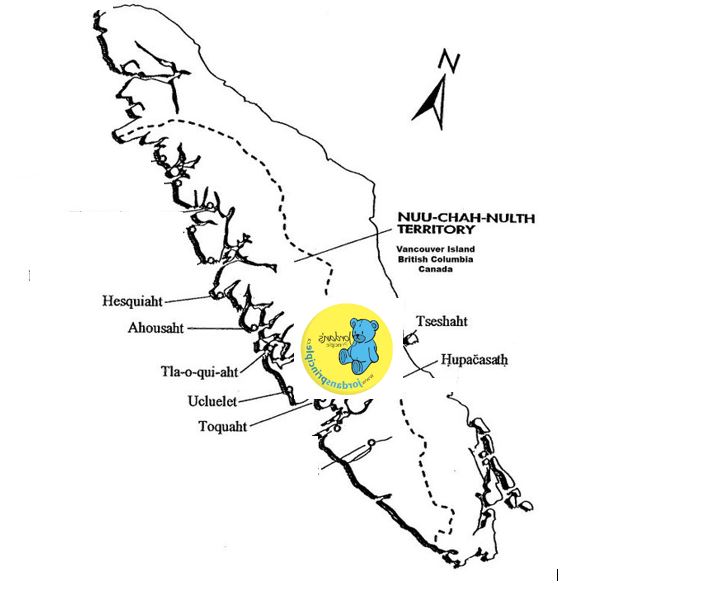 N
NUU-CHAH-NULTH
TERRITORY
Vancouver Island
British Columbia
Canada
Hesquiaht
Ahousaht
Tla-o-qui-aht
Ucluelet
Toquaht
Tseshaht
Ḥupačasatḥ
Jordan's
www.jordansprinciple.ca